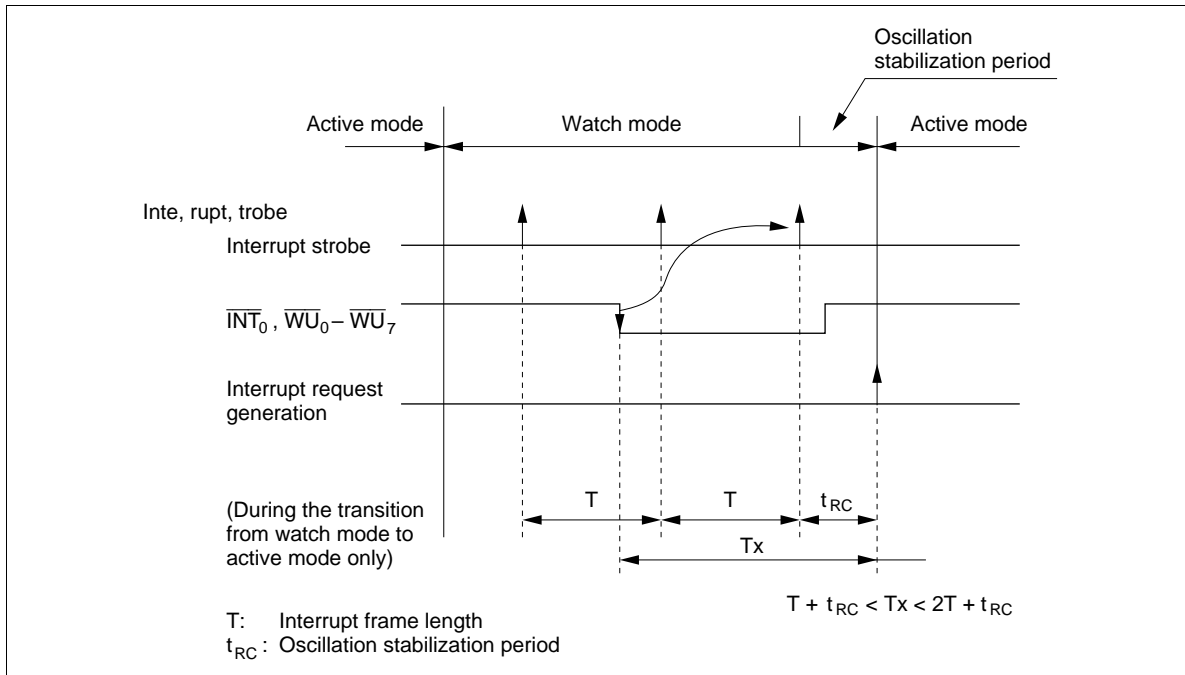 Oscillation
stabilization period
Active mode
Watch mode
Active mode
Inte, rupt, trobe
Interrupt strobe
INT0 , WU0 – WU7
Interrupt request
generation
(During the transition
from watch mode to
active mode only)
T
T
tRC
Tx
T + tRC < Tx < 2T + tRC
T: Interrupt frame length
tRC : Oscillation stabilization period